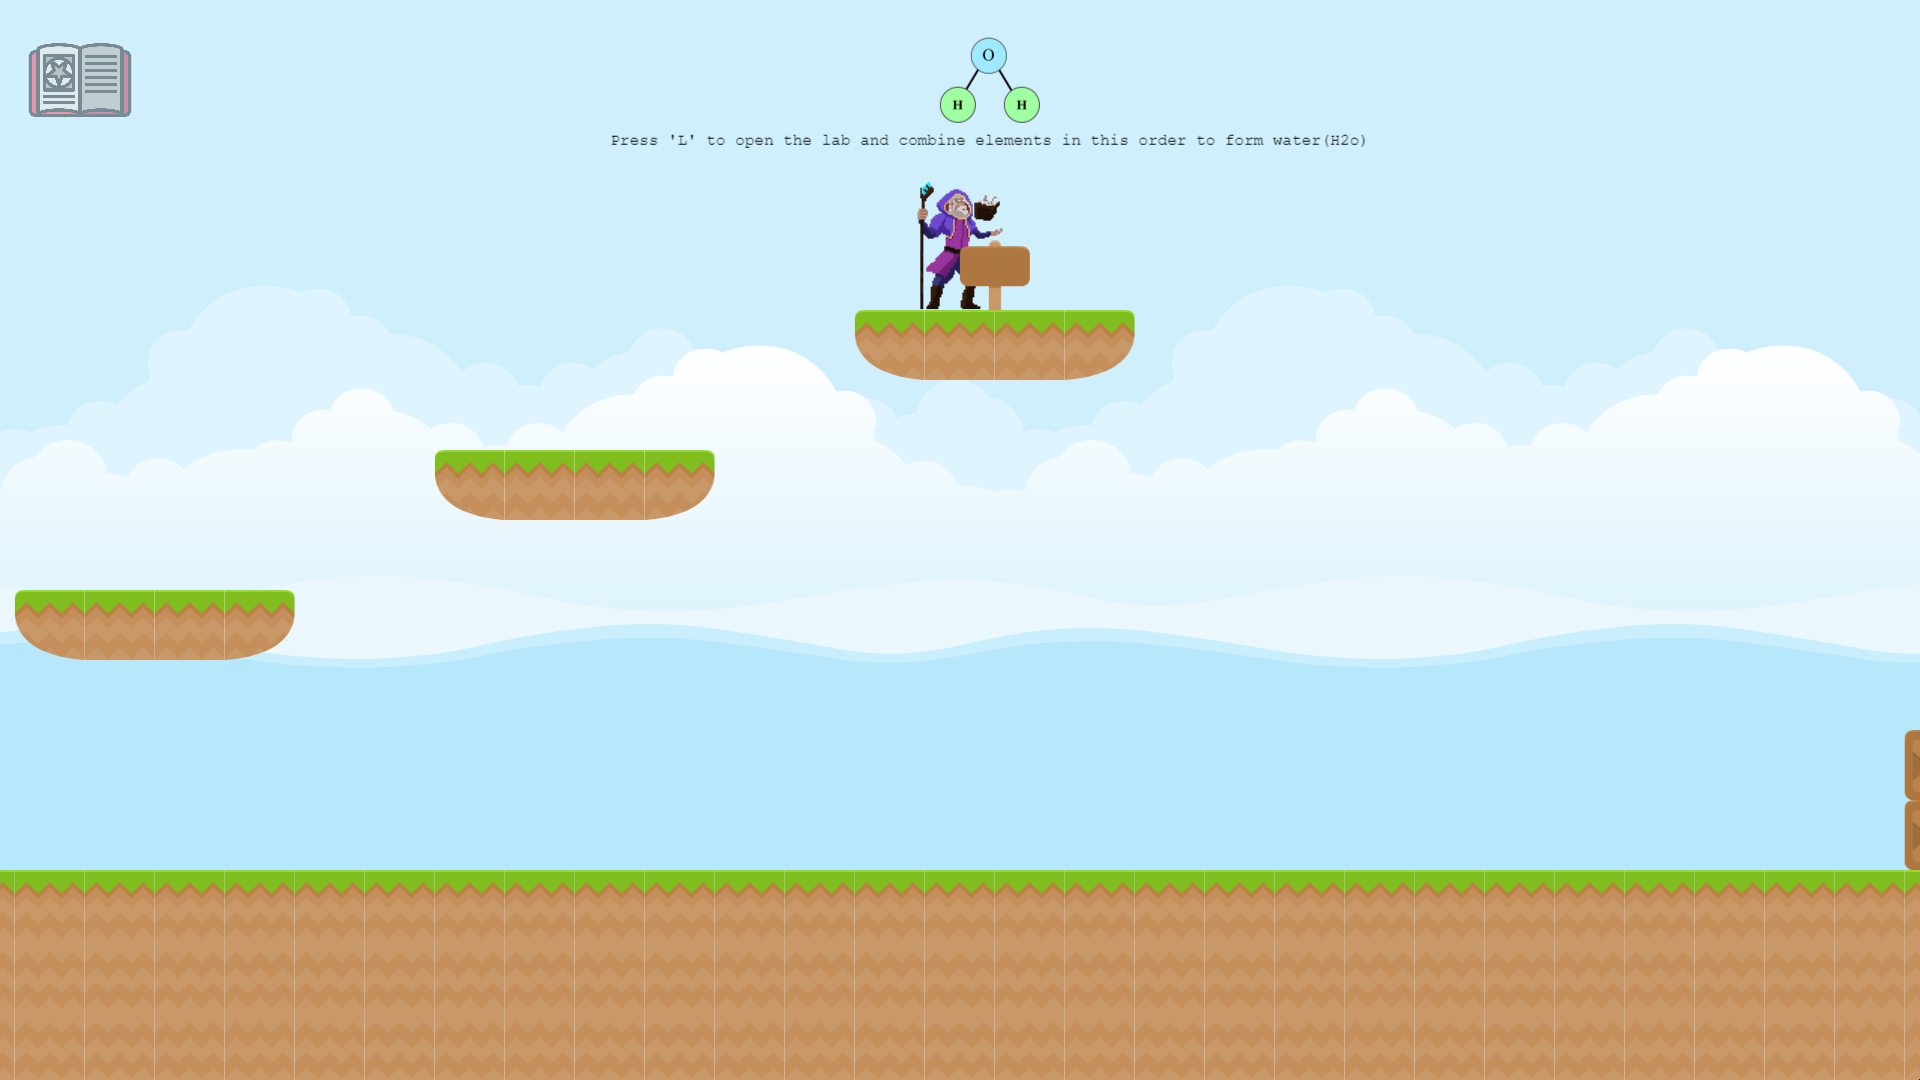 O
H H
Press 'L' to open the lab and combine elements in this order to form water(H2o)